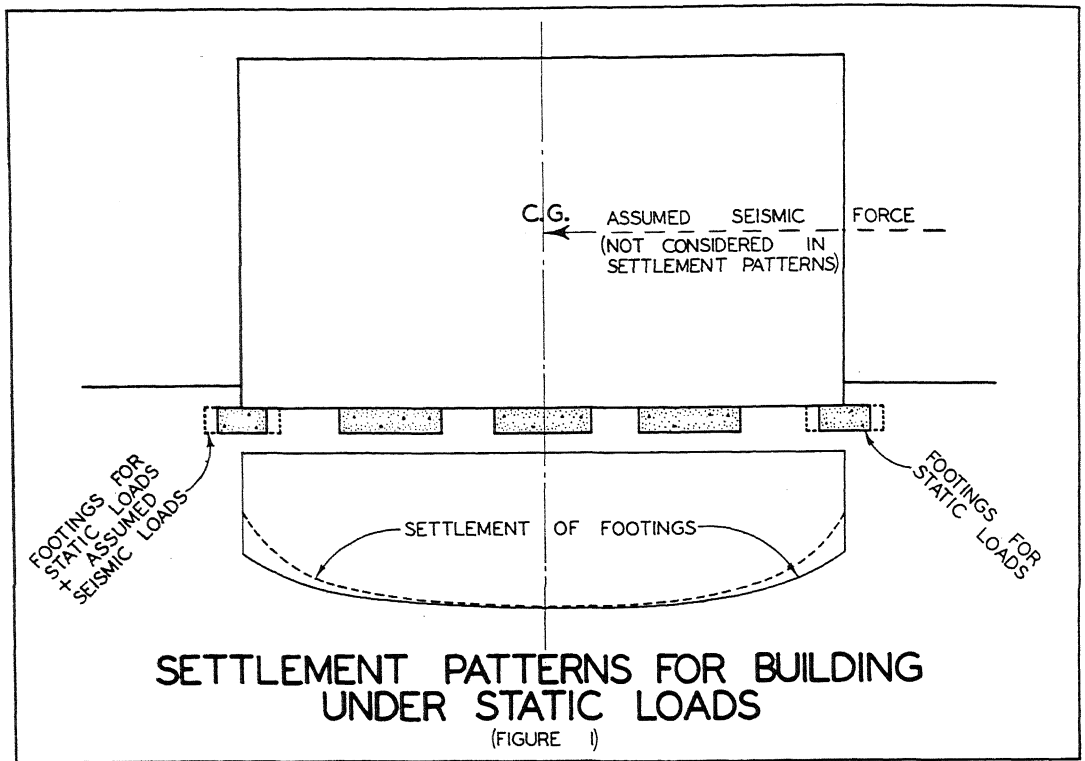 C.G. ASSUMED SEISMIC FORCE
(NOT CONSIDERED IN
SETTLEMENT PATTERNS)
FOOTINGS FOR
STATIC LOADS
+ ASSUMED
SEISMIC LOADS
SETTLEMENT OF FOOTINGS
FOOTINGS FOR
STATIC LOADS
SETTLEMENT PATTERNS FOR BUILDING
UNDER STATIC LOADS
(FIGURE 1)